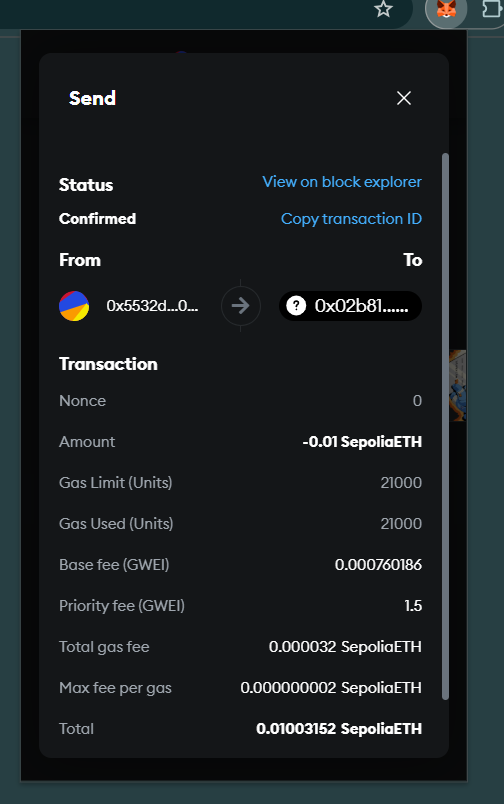 Send
Status View on block explorer
Confirmed Copy transaction ID
From To
0x5532d...0... ? 0x02b81......
Transaction
Nonce 0
Amount -0.01 SepoliaETH
Gas Limit (Units) 21000
Gas Used (Units) 21000
Base fee (GWEI) 0.000760186
Priority fee (GWEI) 1.5
Total gas fee 0.000032 SepoliaETH
Max fee per gas 0.000000002 SepoliaETH
Total 0.01003152 SepoliaETH